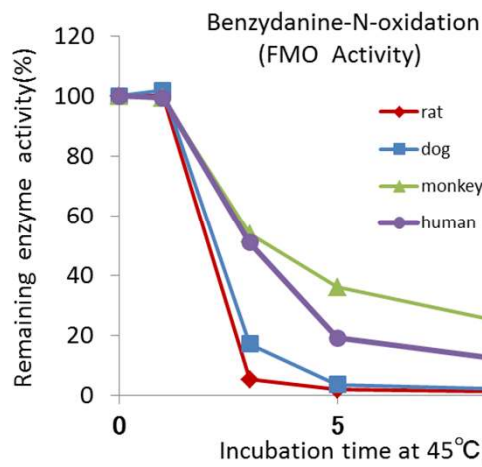 Benzydanine-N-oxidation
(FMO Activity)
Remaining enzyme activity(%)
120
100
80
60
40
20
0
rat
dog
monkey
human
0
5
Incubation time at 45℃